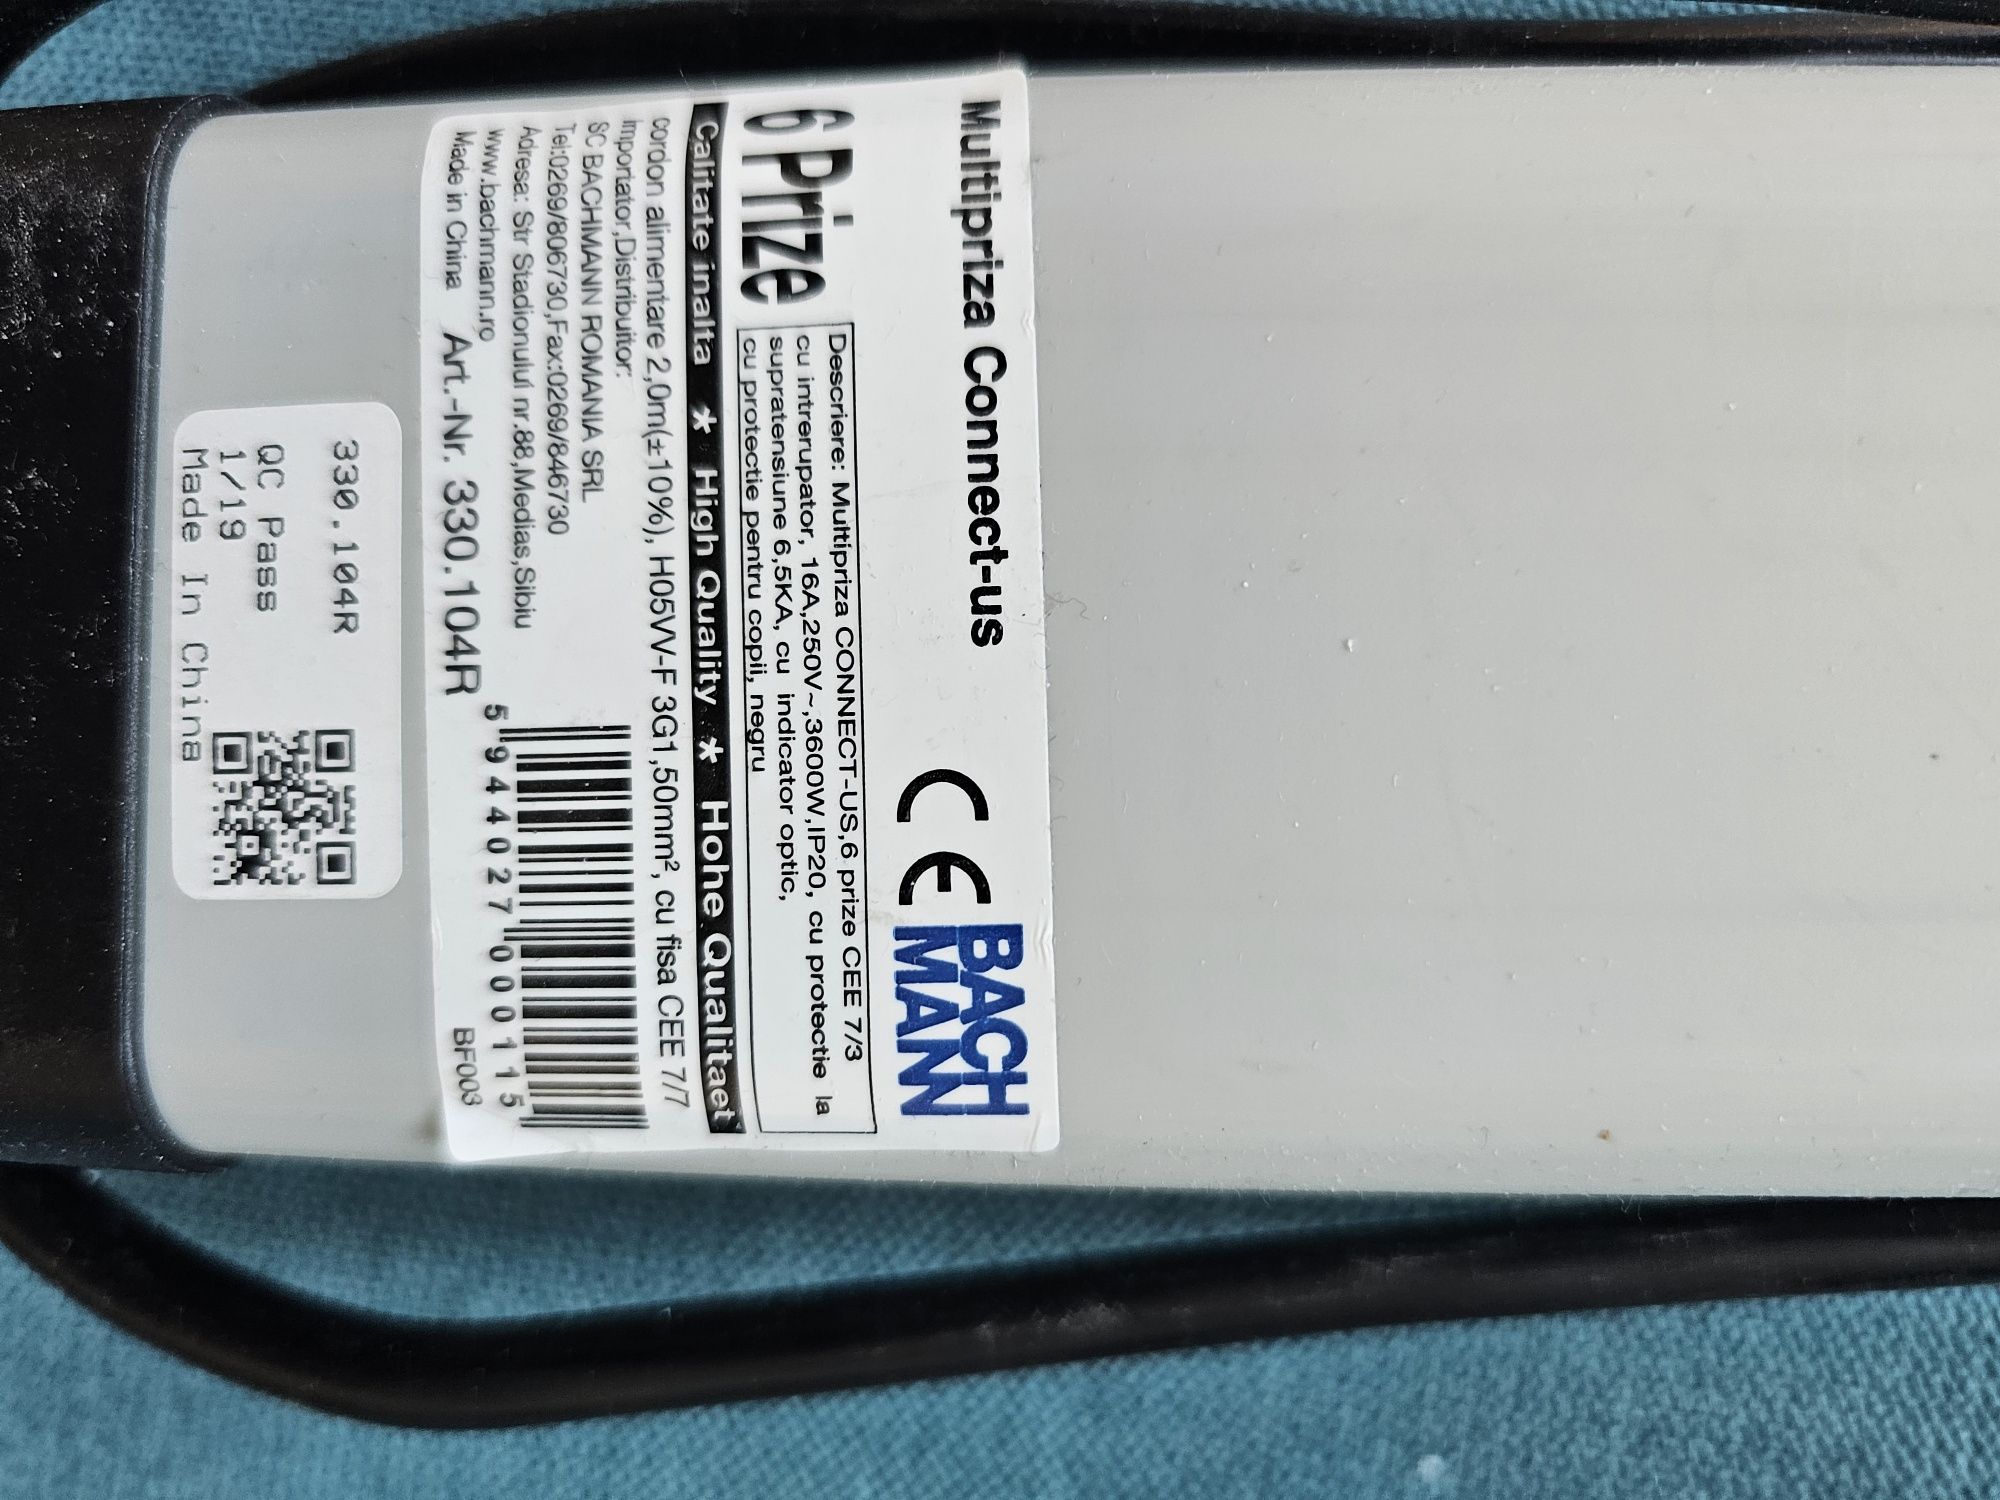 Multipriza Connect-us
CE
BACH
MANN
6 Prize
Descriere: Multipriza CONNECT-US,6 prize CEE 7/3
cu intrerupator, 16A,250V~,3600W,IP20, cu protectie la
supratensiune 6,5KA, cu indicator optic,
cu protectie pentru copii, negru
Calitate inalta * High Quality * Hohe Qualitaet
cordon alimentare 2,0m(±10%), H05VV-F 3G1,50mm², cu fisa CEE 7/7
Importator,Distribuitor:
SC BACHMANN ROMANIA SRL
Tel:0269/806730,Fax:0269/846730
Adresa: Str Stadionului nr.88,Medias,Sibiu
www.bachmann.ro
Made in China
Art.-Nr. 330.104R
5 944027 000115
BF003
330.104R
QC Pass
1/19
Made In China